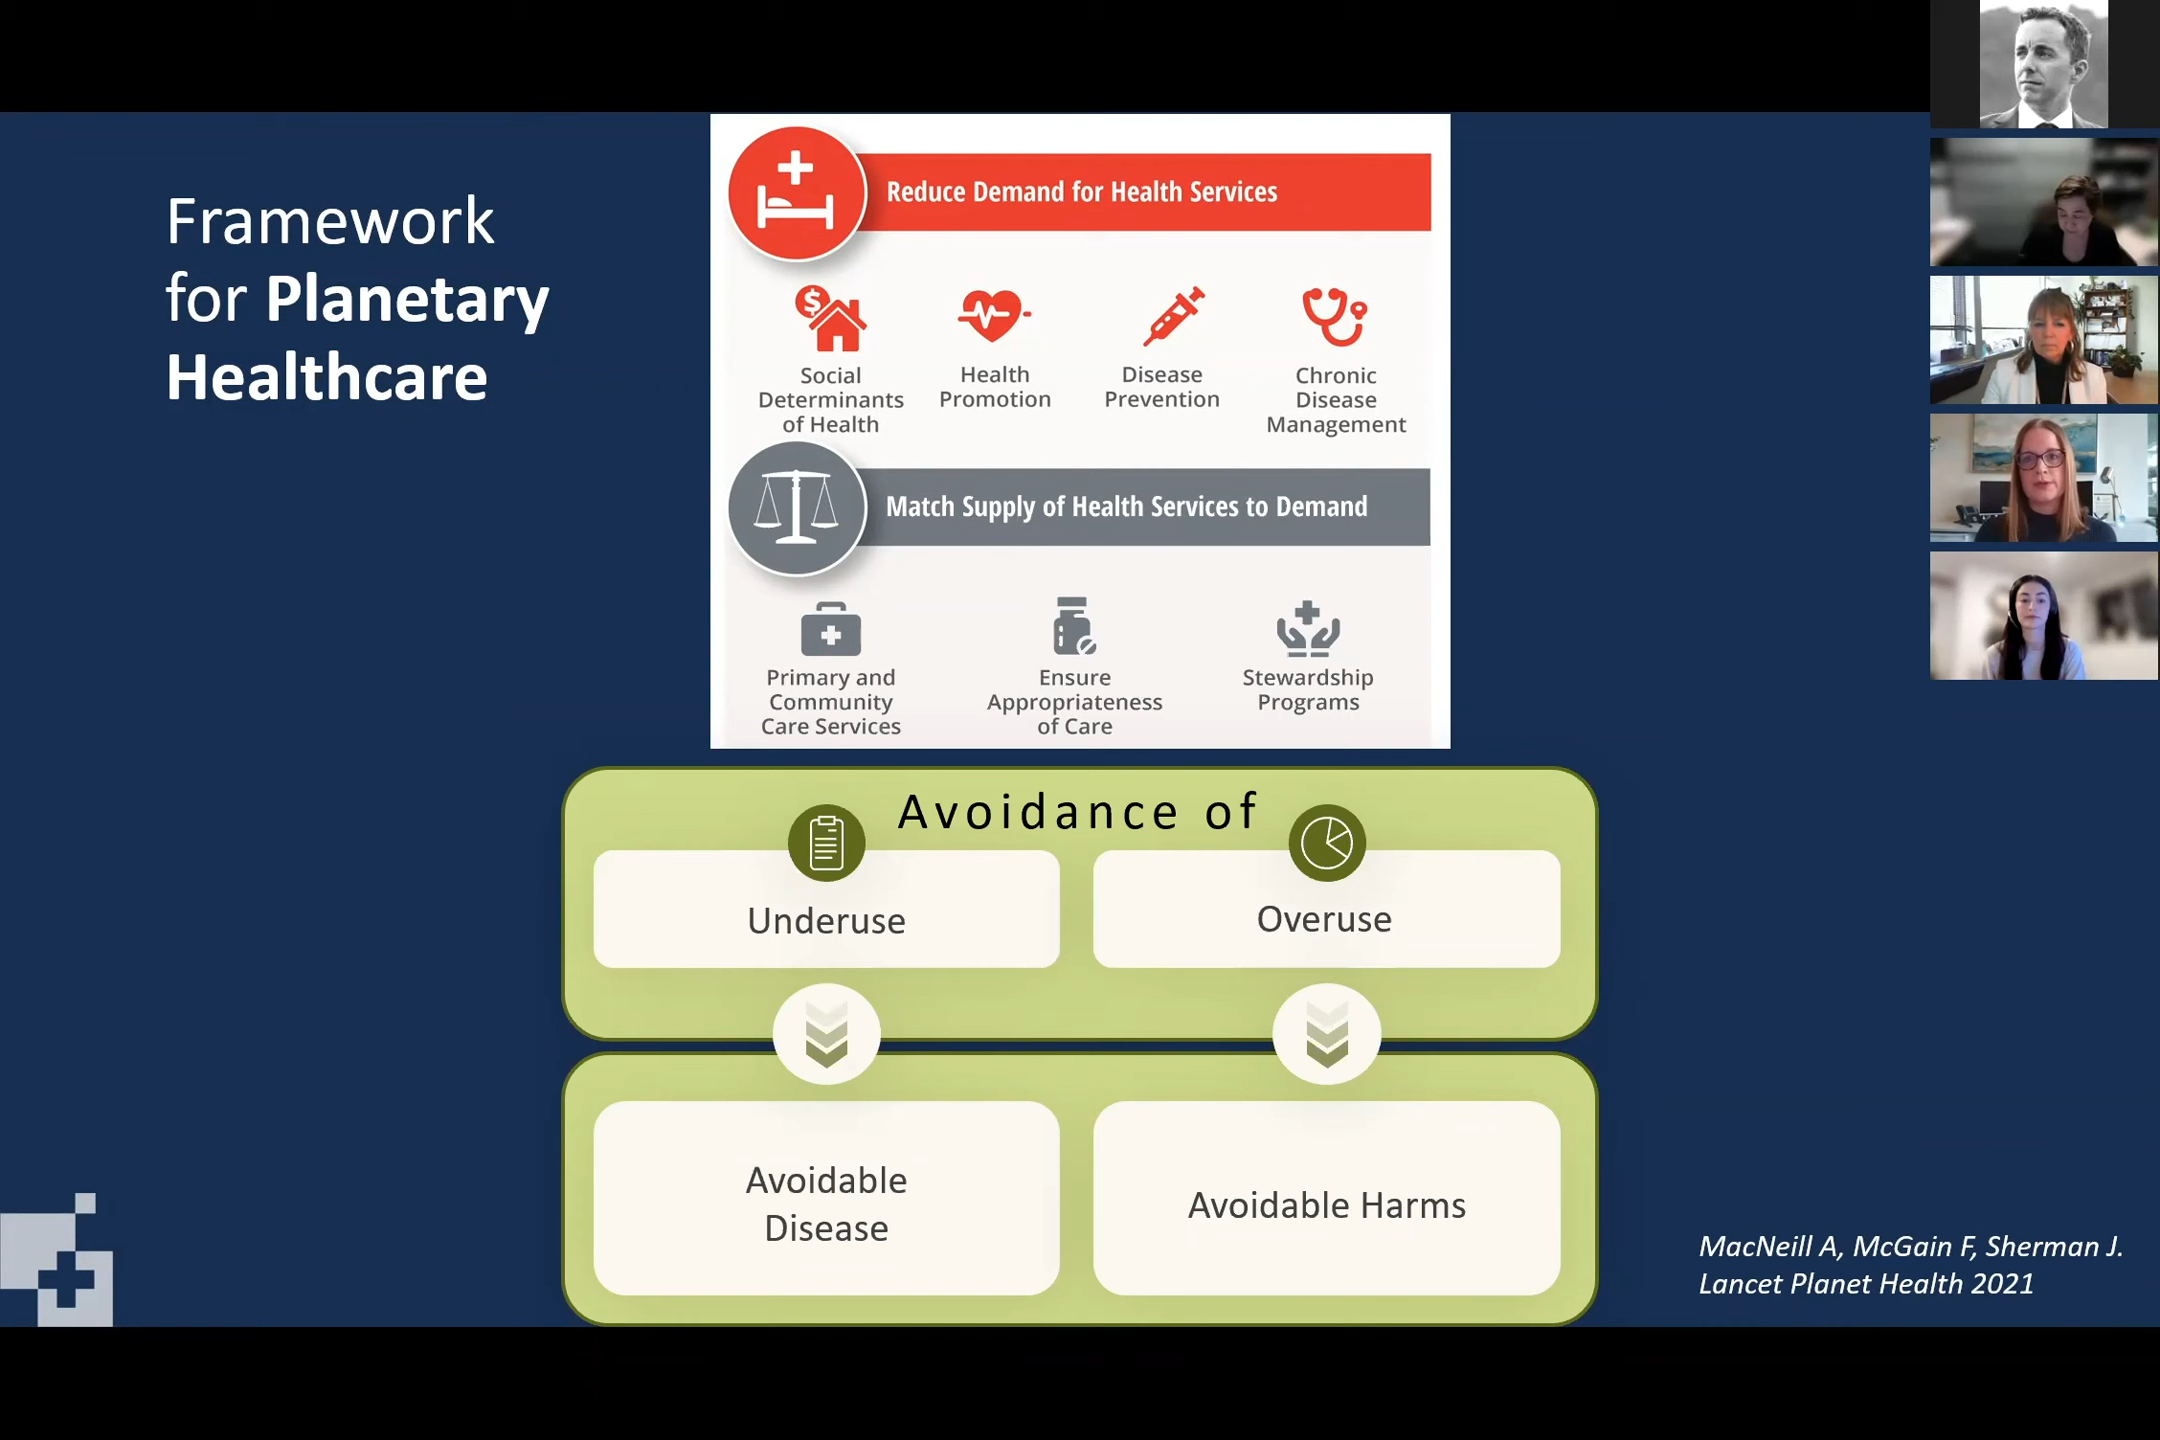 Framework
for Planetary
Healthcare
Reduce Demand for Health Services
$
Social
Determinants
of Health
Health
Promotion
Disease
Prevention
Chronic
Disease
Management
Match Supply of Health Services to Demand
Primary and
Community
Care Services
Ensure
Appropriateness
of Care
Stewardship
Programs
Avoidance of
Underuse
Overuse
Avoidable
Disease
Avoidable Harms
MacNeill A, McGain F, Sherman J.
Lancet Planet Health 2021